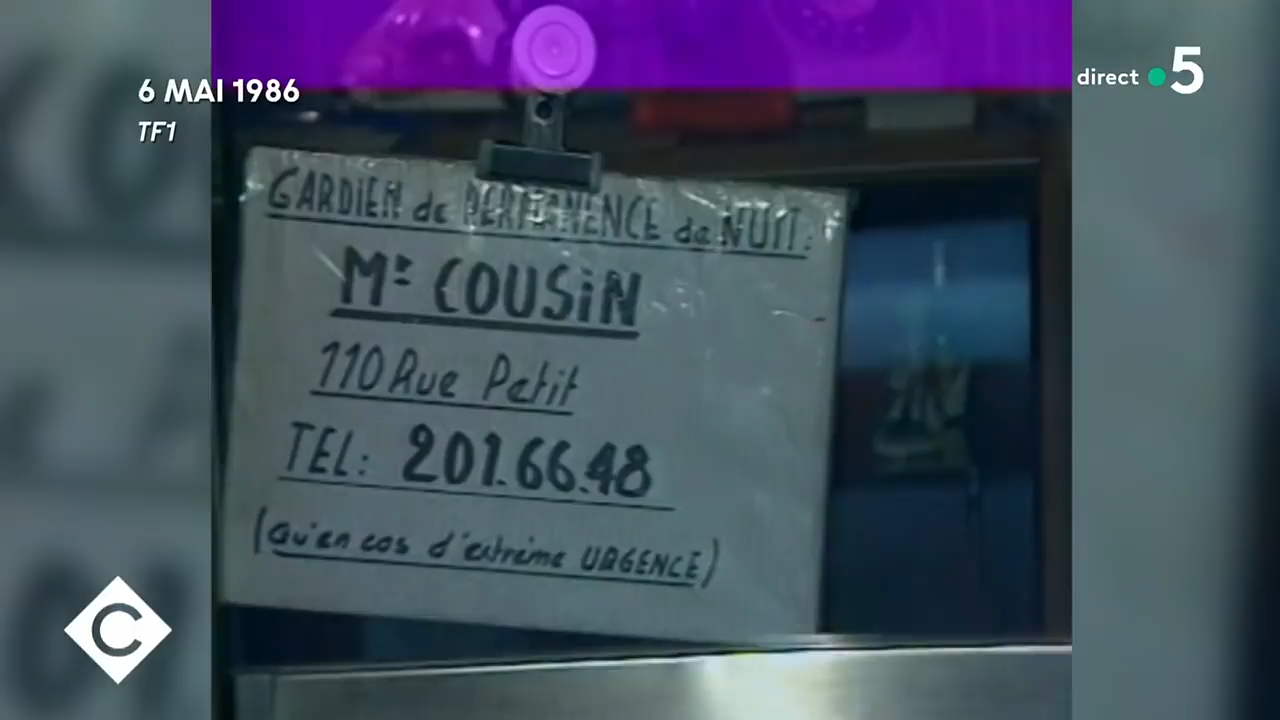 6 MAI 1986
TF1
direct 5
GARDIEN de PERMANENCE de NUIT:
Mr COUSiN
110 Rue Petit
TEL: 201.66.48
(Qu'en cas d'extrême URGENCE)
C